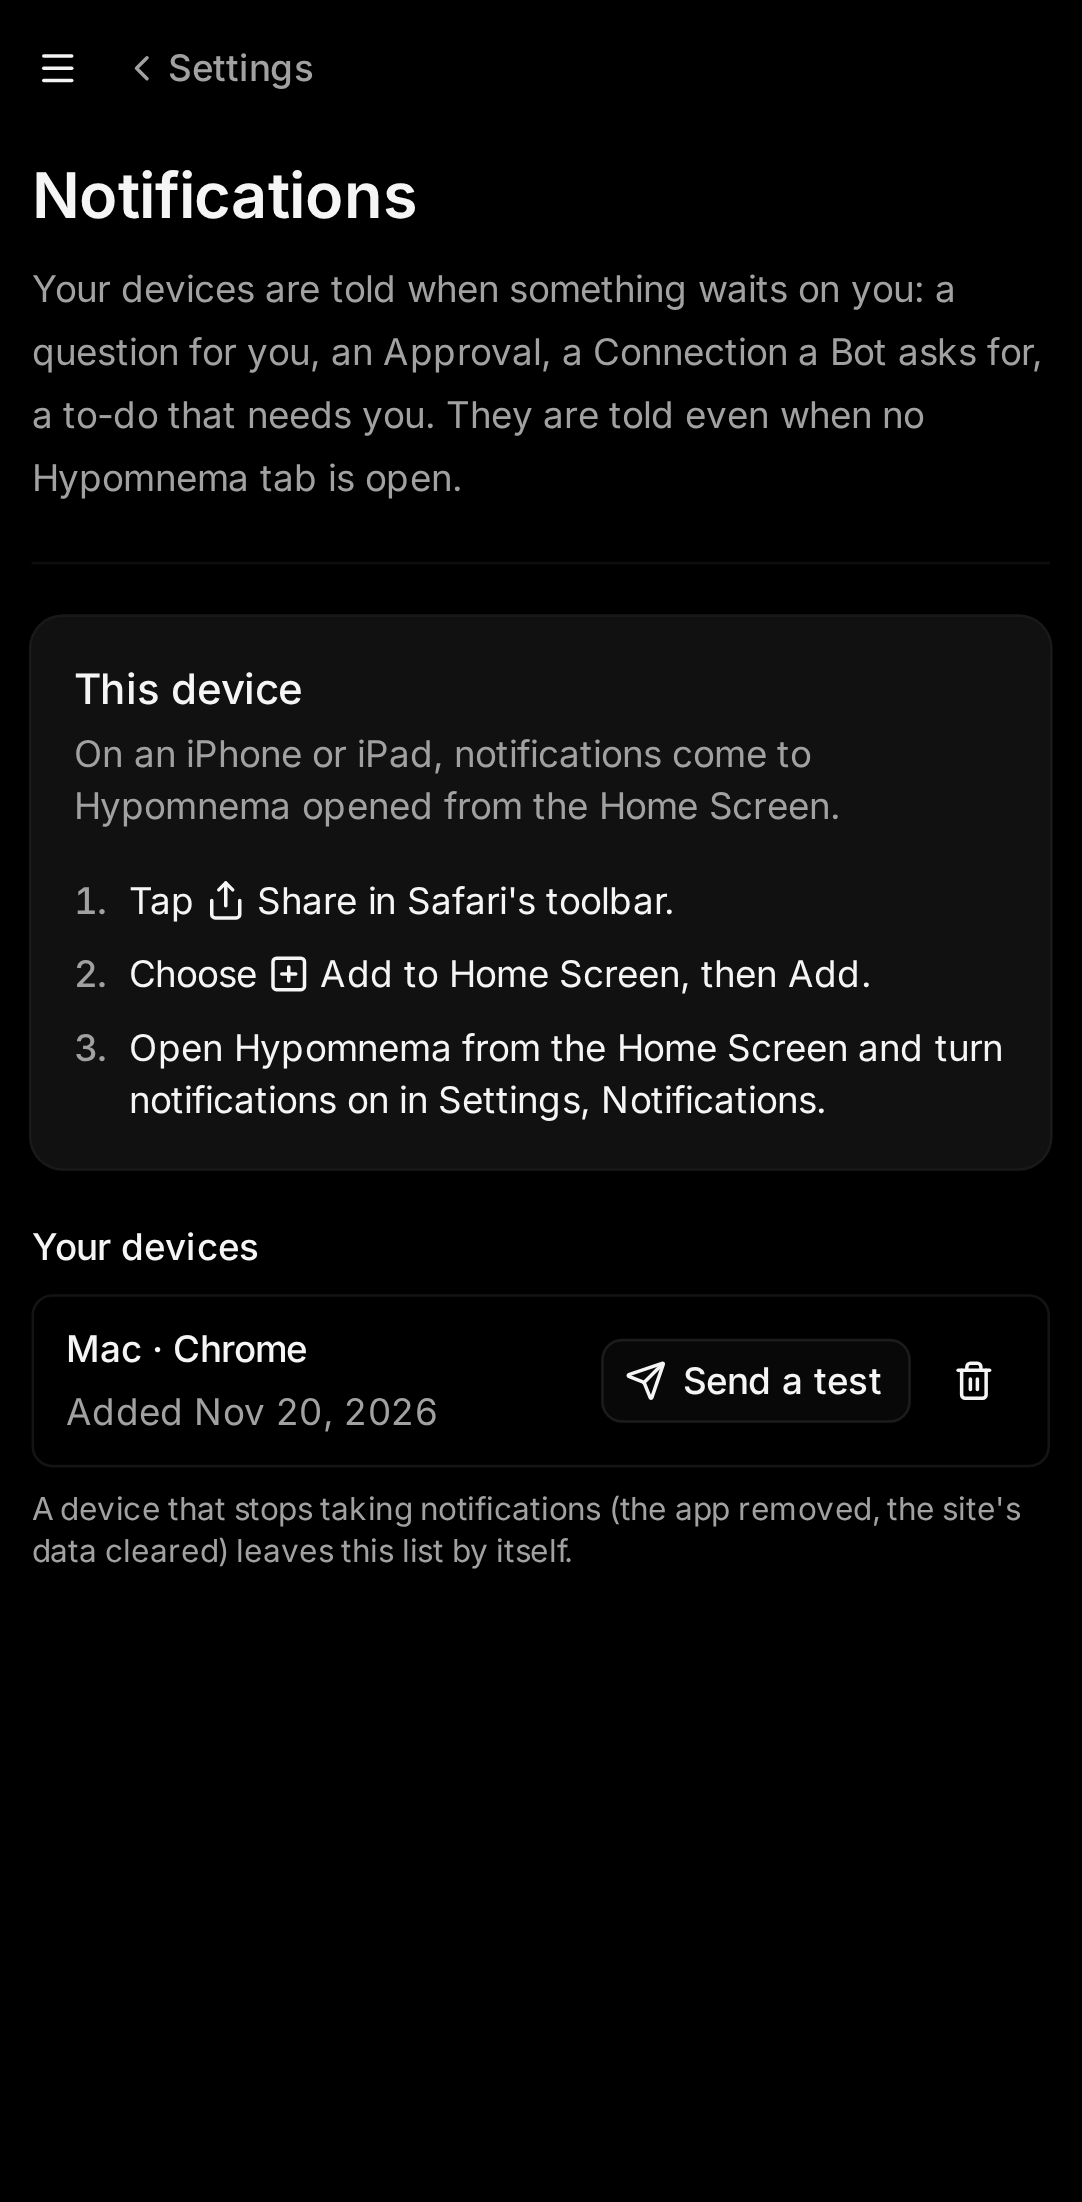 Settings
Notifications
Your devices are told when something waits on you: a
question for you, an Approval, a Connection a Bot asks for,
a to-do that needs you. They are told even when no
Hypomnema tab is open.
This device
On an iPhone or iPad, notifications come to
Hypomnema opened from the Home Screen.
1. Tap Share in Safari's toolbar.
2. Choose Add to Home Screen, then Add.
3. Open Hypomnema from the Home Screen and turn
notifications on in Settings, Notifications.
Your devices
Mac · Chrome
Added Nov 20, 2026
Send a test
A device that stops taking notifications (the app removed, the site's
data cleared) leaves this list by itself.